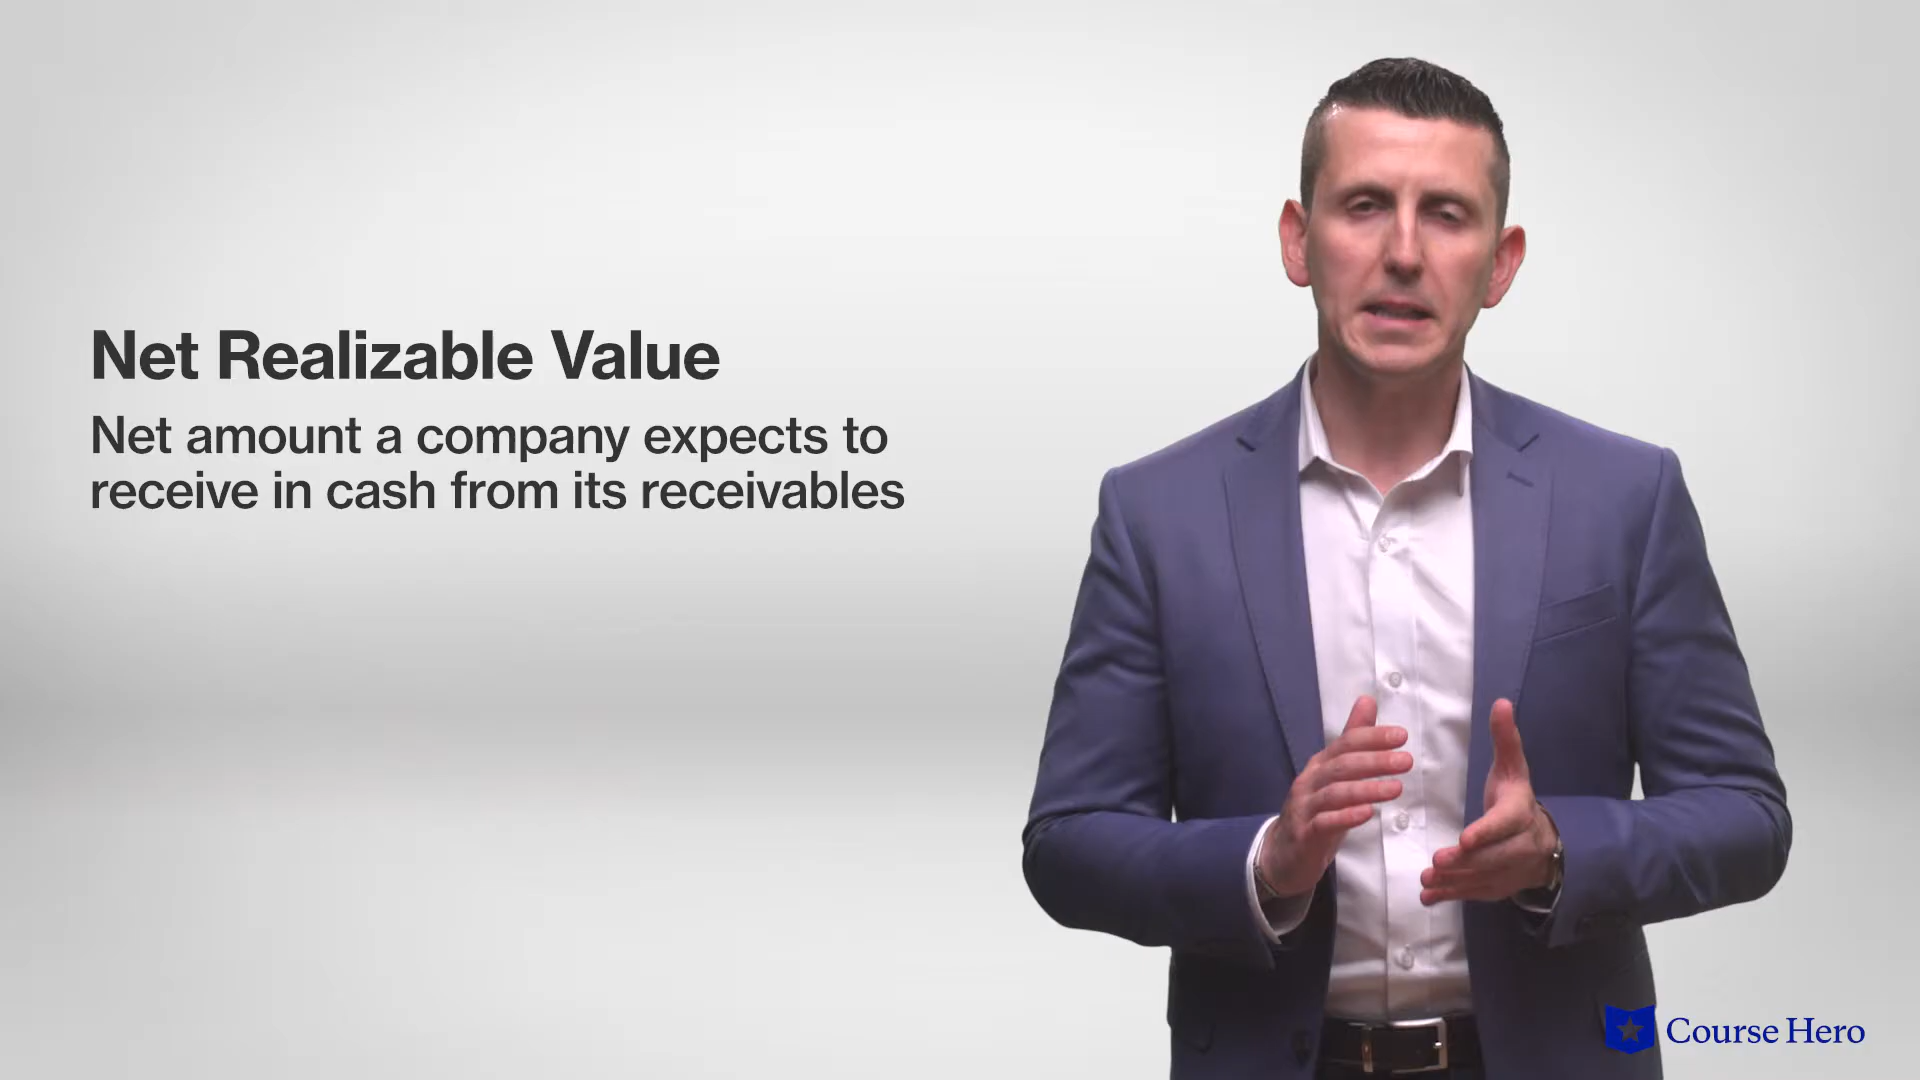 Net Realizable Value
Net amount a company expects to
receive in cash from its receivables
Course Hero